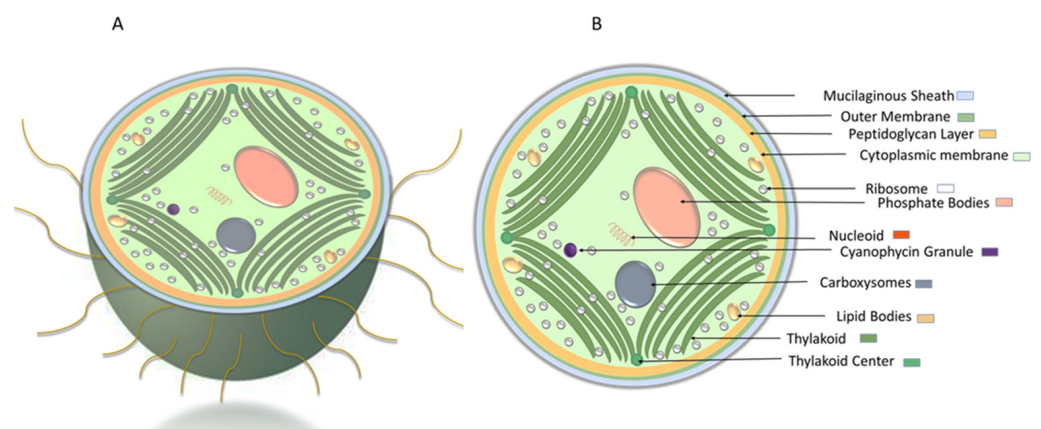 A
B
Mucilaginous Sheath
Outer Membrane
Peptidoglycan Layer
Cytoplasmic membrane
Ribosome
Phosphate Bodies
Nucleoid
Cyanophycin Granule
Carboxysomes
Lipid Bodies
Thylakoid
Thylakoid Center